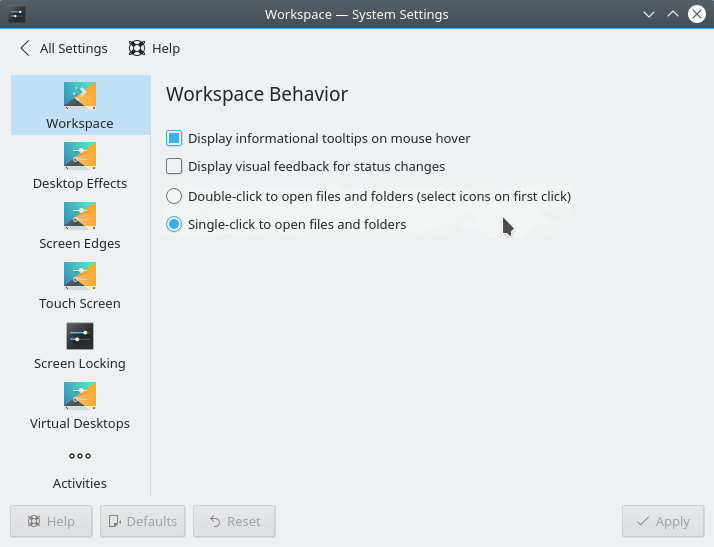 Workspace — System Settings
All Settings
Help
Workspace
Desktop Effects
Screen Edges
Touch Screen
Screen Locking
Virtual Desktops
Activities
Workspace Behavior
Display informational tooltips on mouse hover
Display visual feedback for status changes
Double-click to open files and folders (select icons on first click)
Single-click to open files and folders
Help
Defaults
Reset
Apply